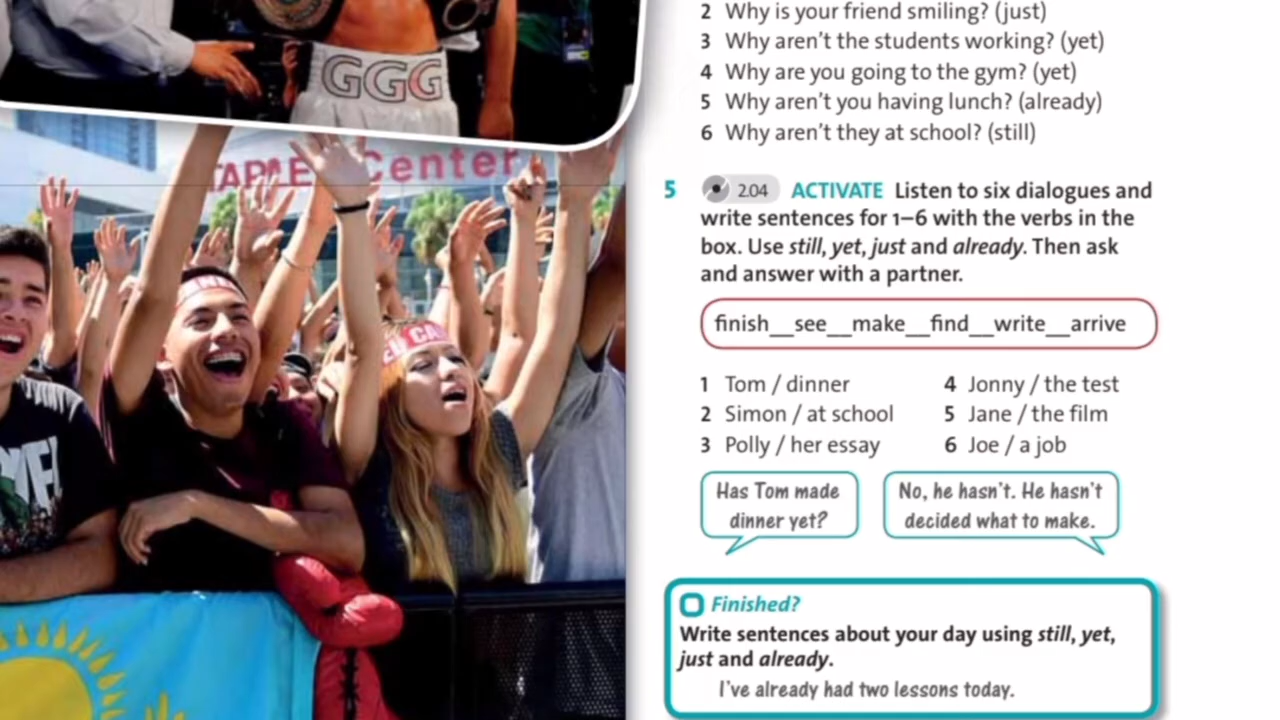 GGG
STAPLES Center
2 Why is your friend smiling? (just)
3 Why aren't the students working? (yet)
4 Why are you going to the gym? (yet)
5 Why aren't you having lunch? (already)
6 Why aren't they at school? (still)
5 2.04 ACTIVATE Listen to six dialogues and
write sentences for 1–6 with the verbs in the
box. Use still, yet, just and already. Then ask
and answer with a partner.
finish__see__make__find__write__arrive
1 Tom / dinner
2 Simon / at school
3 Polly / her essay
4 Jonny / the test
5 Jane / the film
6 Joe / a job
Has Tom made
dinner yet?
No, he hasn't. He hasn't
decided what to make.
Finished?
Write sentences about your day using still, yet,
just and already.
I've already had two lessons today.